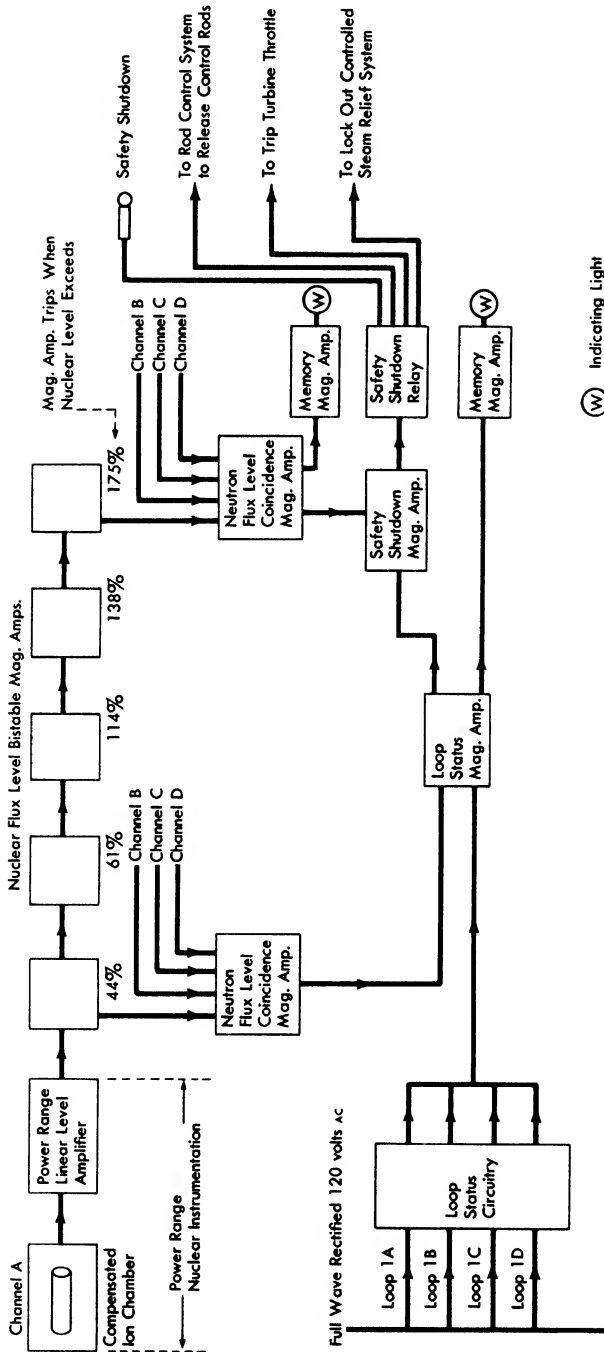 Channel A
Compensated
Ion Chamber
Power Range
Linear Level
Amplifier
Power Range
Nuclear Instrumentation
Nuclear Flux Level Bistable Mag. Amps.
44%
61%
114%
138%
175%
Mag. Amp. Trips When
Nuclear Level Exceeds
Channel B
Channel C
Channel D
Neutron
Flux Level
Coincidence
Mag. Amp.
Channel B
Channel C
Channel D
Neutron
Flux Level
Coincidence
Mag. Amp.
Memory
Mag. Amp.
W
Safety Shutdown
To Rod Control System
to Release Control Rods
To Trip Turbine Throttle
To Lock Out Controlled
Steam Relief System
Safety
Shutdown
Mag. Amp.
Safety
Shutdown
Relay
Full Wave Rectified 120 volts AC
Loop 1A
Loop 1B
Loop 1C
Loop 1D
Loop
Status
Circuitry
Loop
Status
Mag. Amp.
Memory
Mag. Amp.
W
W Indicating Light